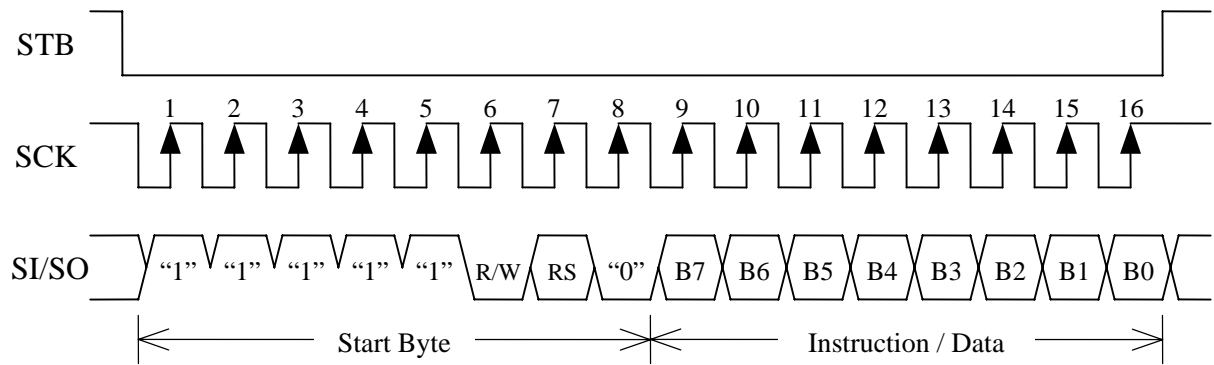 STB
1 2 3 4 5 6 7 8 9 10 11 12 13 14 15 16
SCK
SI/SO “1” “1” “1” “1” “1” R/W RS “0” B7 B6 B5 B4 B3 B2 B1 B0
Start Byte Instruction / Data